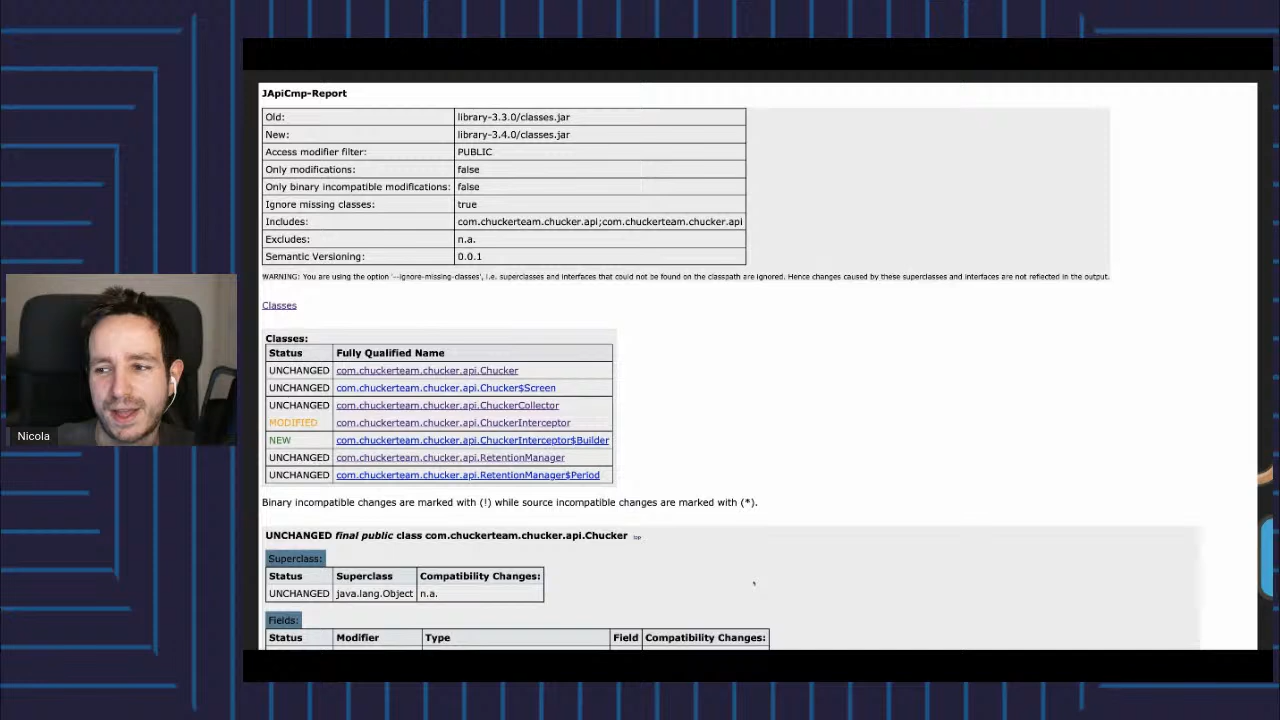 JApiCmp-Report
Old: library-3.3.0/classes.jar
New: library-3.4.0/classes.jar
Access modifier filter: PUBLIC
Only modifications: false
Only binary incompatible modifications: false
Ignore missing classes: true
Includes: com.chuckerteam.chucker.api;com.chuckerteam.chucker.api
Excludes: n.a.
Semantic Versioning: 0.0.1
WARNING: You are using the option '--ignore-missing-classes', i.e. superclasses and interfaces that could not be found on the classpath are ignored. Hence changes caused by these superclasses and interfaces are not reflected in the output.
Classes
Classes:
Status Fully Qualified Name
UNCHANGED com.chuckerteam.chucker.api.Chucker
UNCHANGED com.chuckerteam.chucker.api.Chucker$Screen
UNCHANGED com.chuckerteam.chucker.api.ChuckerCollector
MODIFIED com.chuckerteam.chucker.api.ChuckerInterceptor
NEW com.chuckerteam.chucker.api.ChuckerInterceptor$Builder
UNCHANGED com.chuckerteam.chucker.api.RetentionManager
UNCHANGED com.chuckerteam.chucker.api.RetentionManager$Period
Binary incompatible changes are marked with (!) while source incompatible changes are marked with (*).
UNCHANGED final public class com.chuckerteam.chucker.api.Chucker top
Superclass:
Status Superclass Compatibility Changes:
UNCHANGED java.lang.Object n.a.
Fields:
Status Modifier Type Field Compatibility Changes:
Nicola